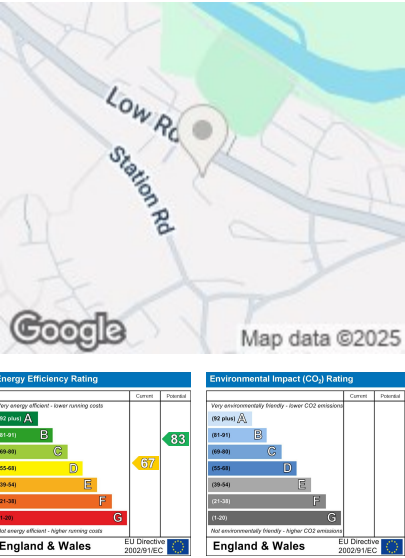 Low Rd
Station Rd
Google
Map data ©2025
Energy Efficiency Rating
Current
Potential
Very energy efficient - lower running costs
(92 plus) A
(81-91) B
(69-80) C
(55-68) D
(39-54) E
(21-38) F
(1-20) G
83
67
Not energy efficient - higher running costs
England & Wales
EU Directive
2002/91/EC
Environmental Impact (CO₂) Rating
Current
Potential
Very environmentally friendly - lower CO2 emissions
(92 plus) A
(81-91) B
(69-80) C
(55-68) D
(39-54) E
(21-38) F
(1-20) G
Not environmentally friendly - higher CO2 emissions
England & Wales
EU Directive
2002/91/EC